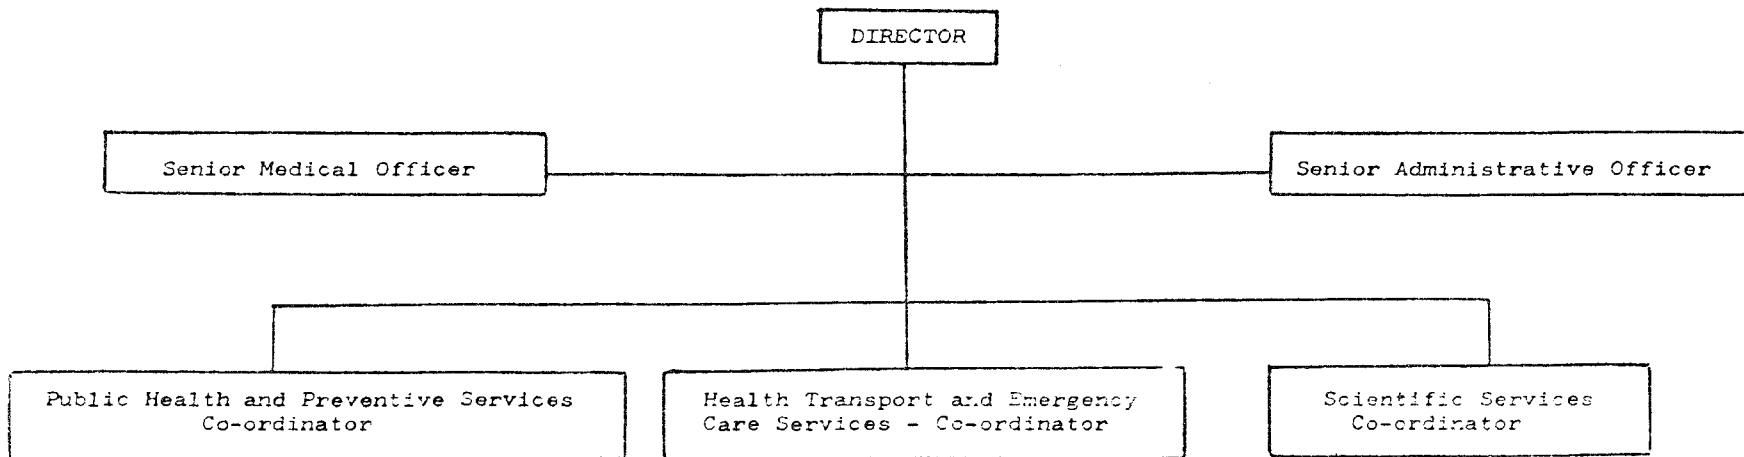 DIRECTOR
Senior Medical Officer
Senior Administrative Officer
Public Health and Preventive Services
Co-ordinator
Health Transport and Emergency
Care Services - Co-ordinator
Scientific Services
Co-ordinator